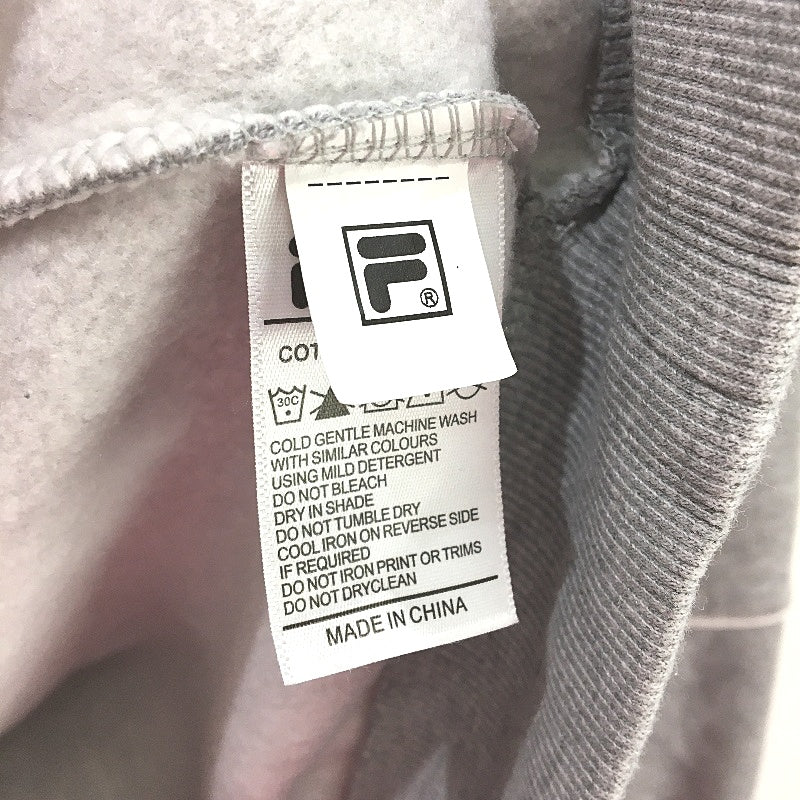 F
®
COT
30C
COLD GENTLE MACHINE WASH
WITH SIMILAR COLOURS
USING MILD DETERGENT
DO NOT BLEACH
DRY IN SHADE
DO NOT TUMBLE DRY
COOL IRON ON REVERSE SIDE
IF REQUIRED
DO NOT IRON PRINT OR TRIMS
DO NOT DRYCLEAN
MADE IN CHINA